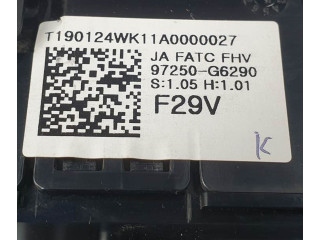 T190124WK11A0000027
JA FATC FHV
97250-G6290
S:1.05 H:1.01
F29V
K